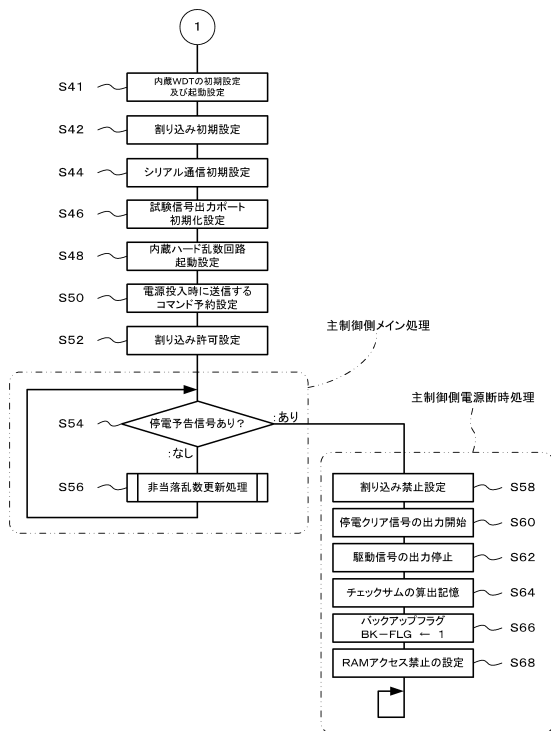 1
S41
内蔵WDTの初期設定
及び起動設定
S42
割り込み初期設定
S44
シリアル通信初期設定
S46
試験信号出力ポート
初期化設定
S48
内蔵ハード乱数回路
起動設定
S50
電源投入時に送信する
コマンド予約設定
S52
割り込み許可設定
主制御側メイン処理
S54
停電予告信号あり?
:あり
:なし
S56
非当落乱数更新処理
主制御側電源断時処理
割り込み禁止設定
S58
停電クリア信号の出力開始
S60
駆動信号の出力停止
S62
チェックサムの算出記憶
S64
バックアップフラグ
BK-FLG ← 1
S66
RAMアクセス禁止の設定
S68